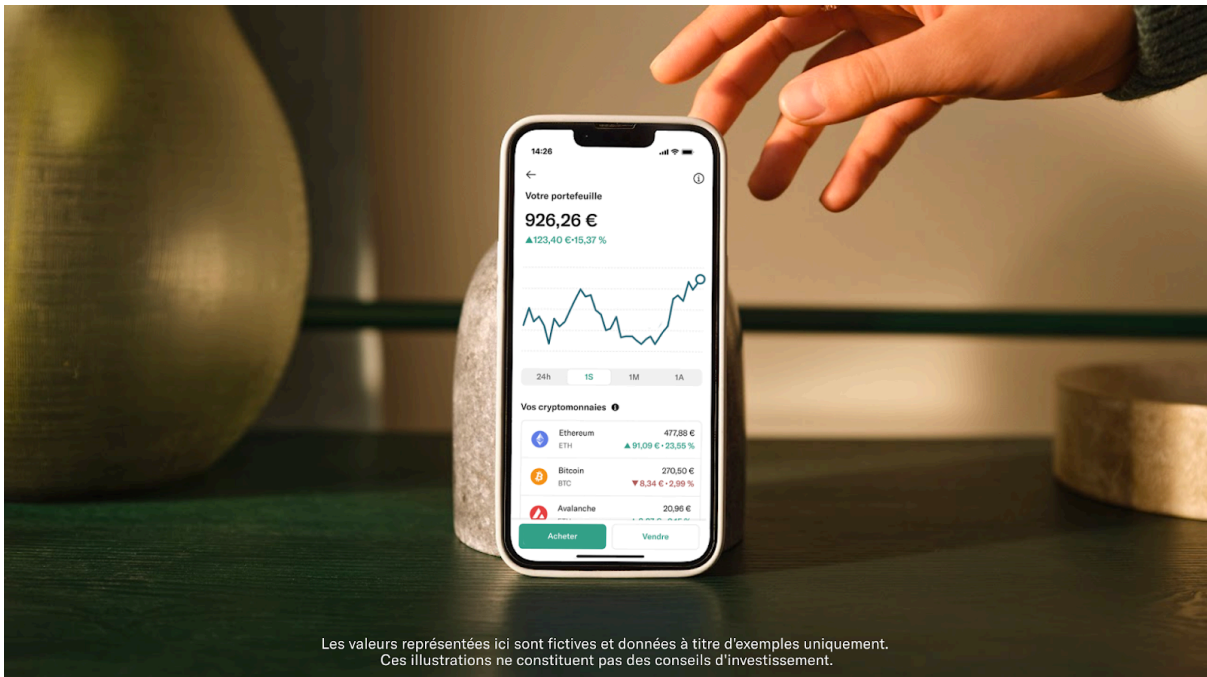 14:26
Votre portefeuille
926,26 €
▲123,40 €•15,37 %
24h 1S 1M 1A
Vos cryptomonnaies
Ethereum 477,88 €
ETH ▲ 91,09 € • 23,55 %
Bitcoin 270,50 €
BTC ▼ 8,34 € • 2,99 %
Avalanche 20,96 €
Acheter Vendre
Les valeurs représentées ici sont fictives et données à titre d'exemples uniquement.
Ces illustrations ne constituent pas des conseils d'investissement.